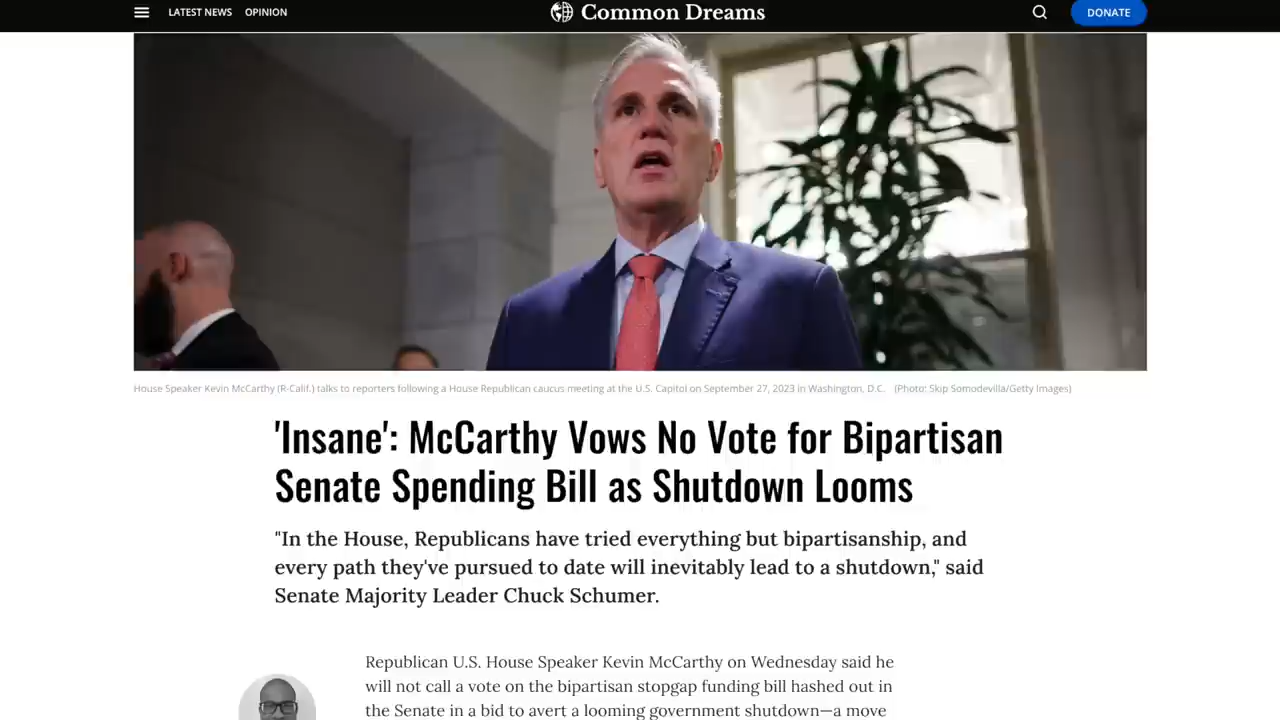 LATEST NEWS OPINION Common Dreams DONATE
House Speaker Kevin McCarthy (R-Calif.) talks to reporters following a House Republican caucus meeting at the U.S. Capitol on September 27, 2023 in Washington, D.C. (Photo: Skip Somodevilla/Getty Images)
'Insane': McCarthy Vows No Vote for Bipartisan
Senate Spending Bill as Shutdown Looms
"In the House, Republicans have tried everything but bipartisanship, and
every path they've pursued to date will inevitably lead to a shutdown," said
Senate Majority Leader Chuck Schumer.
Republican U.S. House Speaker Kevin McCarthy on Wednesday said he
will not call a vote on the bipartisan stopgap funding bill hashed out in
the Senate in a bid to avert a looming government shutdown—a move